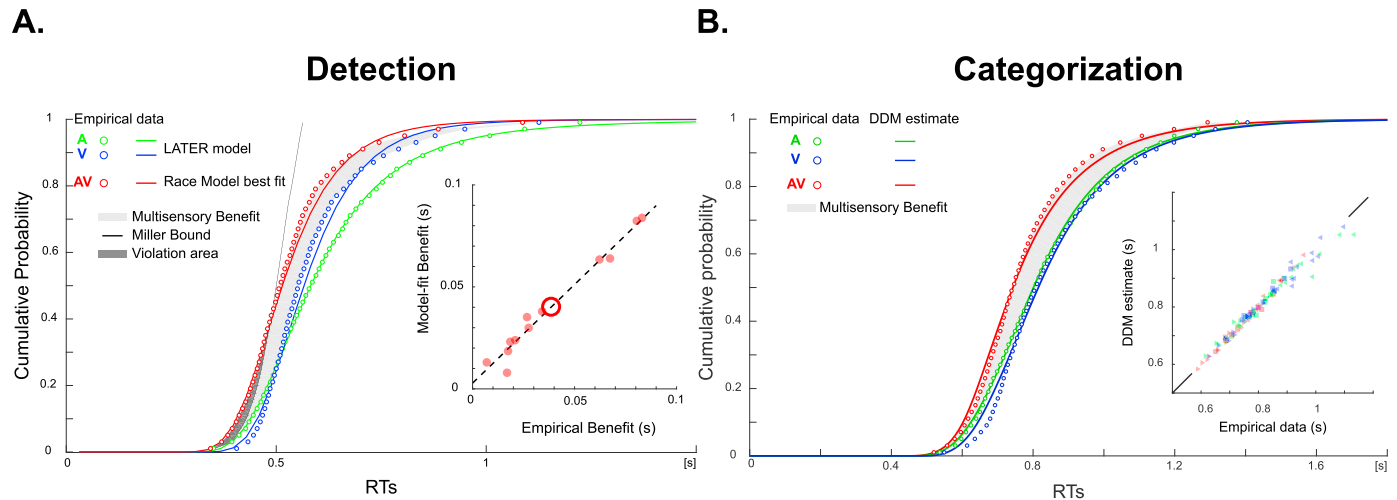 A.
Detection
Cumulative Probability
1
0.8
0.6
0.4
0.2
0
Empirical data
A
V
LATER model
AV
Race Model best fit
Multisensory Benefit
Miller Bound
Violation area
0
0.5
1
[s]
RTs
Model-fit Benefit (s)
0.1
0.05
0
0
0.05
0.1
Empirical Benefit (s)
B.
Categorization
Cumulative probability
1
0.8
0.6
0.4
0.2
0
Empirical data DDM estimate
A
V
AV
Multisensory Benefit
0
0.4
0.8
1.2
1.6
[s]
RTs
DDM estimate (s)
1
0.8
0.6
0.6
0.8
1
Empirical data (s)